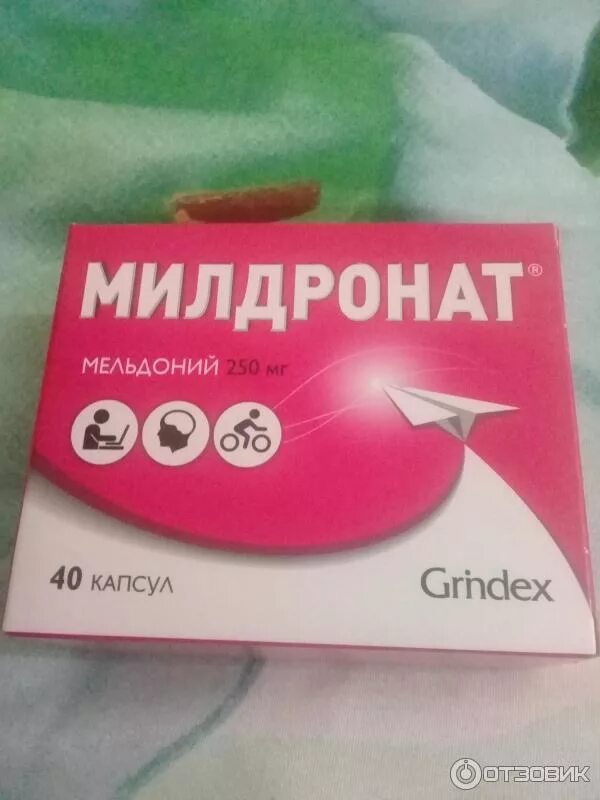 МИЛДРОНАТ®
МЕЛЬДОНИЙ 250 мг
40 КАПСУЛ
Grindex
ОТЗОВИК